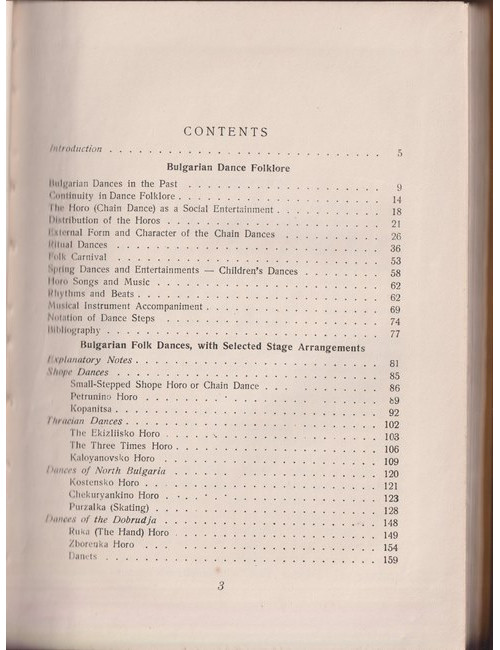 CONTENTS
Introduction . . . . . . . . . . . . . . . . . . . . . . . 5
Bulgarian Dance Folklore
Bulgarian Dances in the Past . . . . . . . . . . . . . . . . 9
Continuity in Dance Folklore . . . . . . . . . . . . . . . . 14
The Horo (Chain Dance) as a Social Entertainment . . . . . . . . 18
Distribution of the Horos . . . . . . . . . . . . . . . . . 21
External Form and Character of the Chain Dances . . . . . . . . 26
Ritual Dances . . . . . . . . . . . . . . . . . . . . . . 36
Folk Carnival . . . . . . . . . . . . . . . . . . . . . . 53
Spring Dances and Entertainments — Children's Dances . . . . . . 58
Horo Songs and Music . . . . . . . . . . . . . . . . . . . 62
Rhythms and Beats . . . . . . . . . . . . . . . . . . . . 62
Musical Instrument Accompaniment . . . . . . . . . . . . . . 69
Notation of Dance Steps . . . . . . . . . . . . . . . . . . 74
Bibliography . . . . . . . . . . . . . . . . . . . . . . . 77
Bulgarian Folk Dances, with Selected Stage Arrangements
Explanatory Notes . . . . . . . . . . . . . . . . . . . . . 81
Shope Dances . . . . . . . . . . . . . . . . . . . . . . . 85
Small-Stepped Shope Horo or Chain Dance . . . . . . . . . . 86
Petrunino Horo . . . . . . . . . . . . . . . . . . . . 89
Kopanitsa . . . . . . . . . . . . . . . . . . . . . . . 92
Thracian Dances . . . . . . . . . . . . . . . . . . . . . . 102
The Ekizliisko Horo . . . . . . . . . . . . . . . . . . 103
The Three Times Horo . . . . . . . . . . . . . . . . . . 106
Kaloyanovsko Horo . . . . . . . . . . . . . . . . . . . 109
Dances of North Bulgaria . . . . . . . . . . . . . . . . . . 120
Kostensko Horo . . . . . . . . . . . . . . . . . . . . 121
Chekuryankino Horo . . . . . . . . . . . . . . . . . . 123
Purzalka (Skating) . . . . . . . . . . . . . . . . . . . 128
Dances of the Dobrudja . . . . . . . . . . . . . . . . . . . 148
Ruka (The Hand) Horo . . . . . . . . . . . . . . . . . . 149
Zborenka Horo . . . . . . . . . . . . . . . . . . . . . 154
Danets . . . . . . . . . . . . . . . . . . . . . . . . 159
3